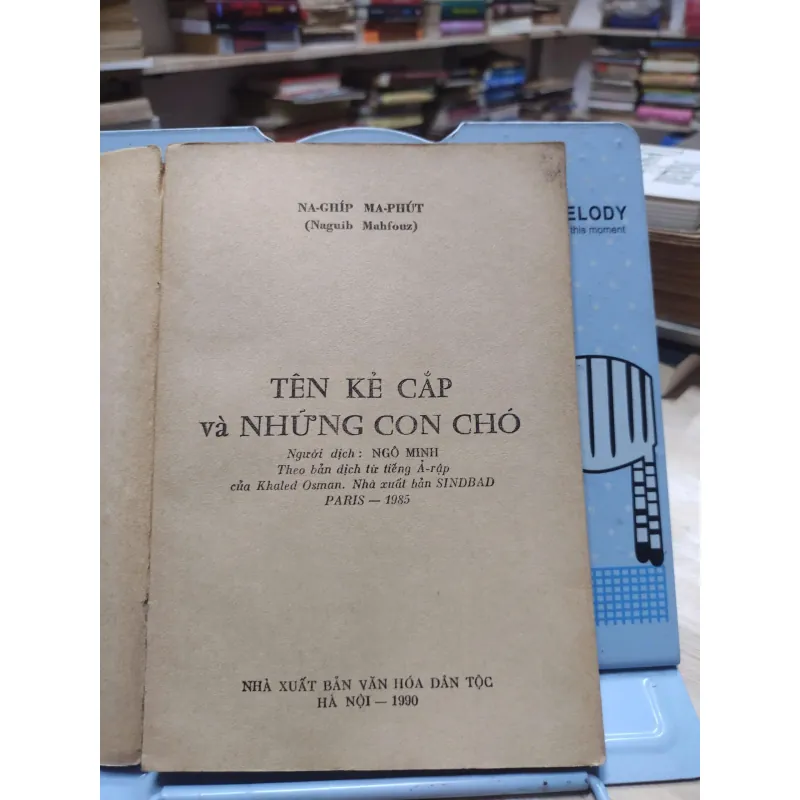 NA-GHÍP MA-PHÚT
(Naguib Mahfouz)
TÊN KẺ CẮP
và NHỮNG CON CHÓ
Người dịch : NGÔ MINH
Theo bản dịch từ tiếng Ả-rập
của Khaled Osman. Nhà xuất bản SINDBAD
PARIS — 1985
NHÀ XUẤT BẢN VĂN HÓA DÂN TỘC
HÀ NỘI — 1990
ELODY
this moment